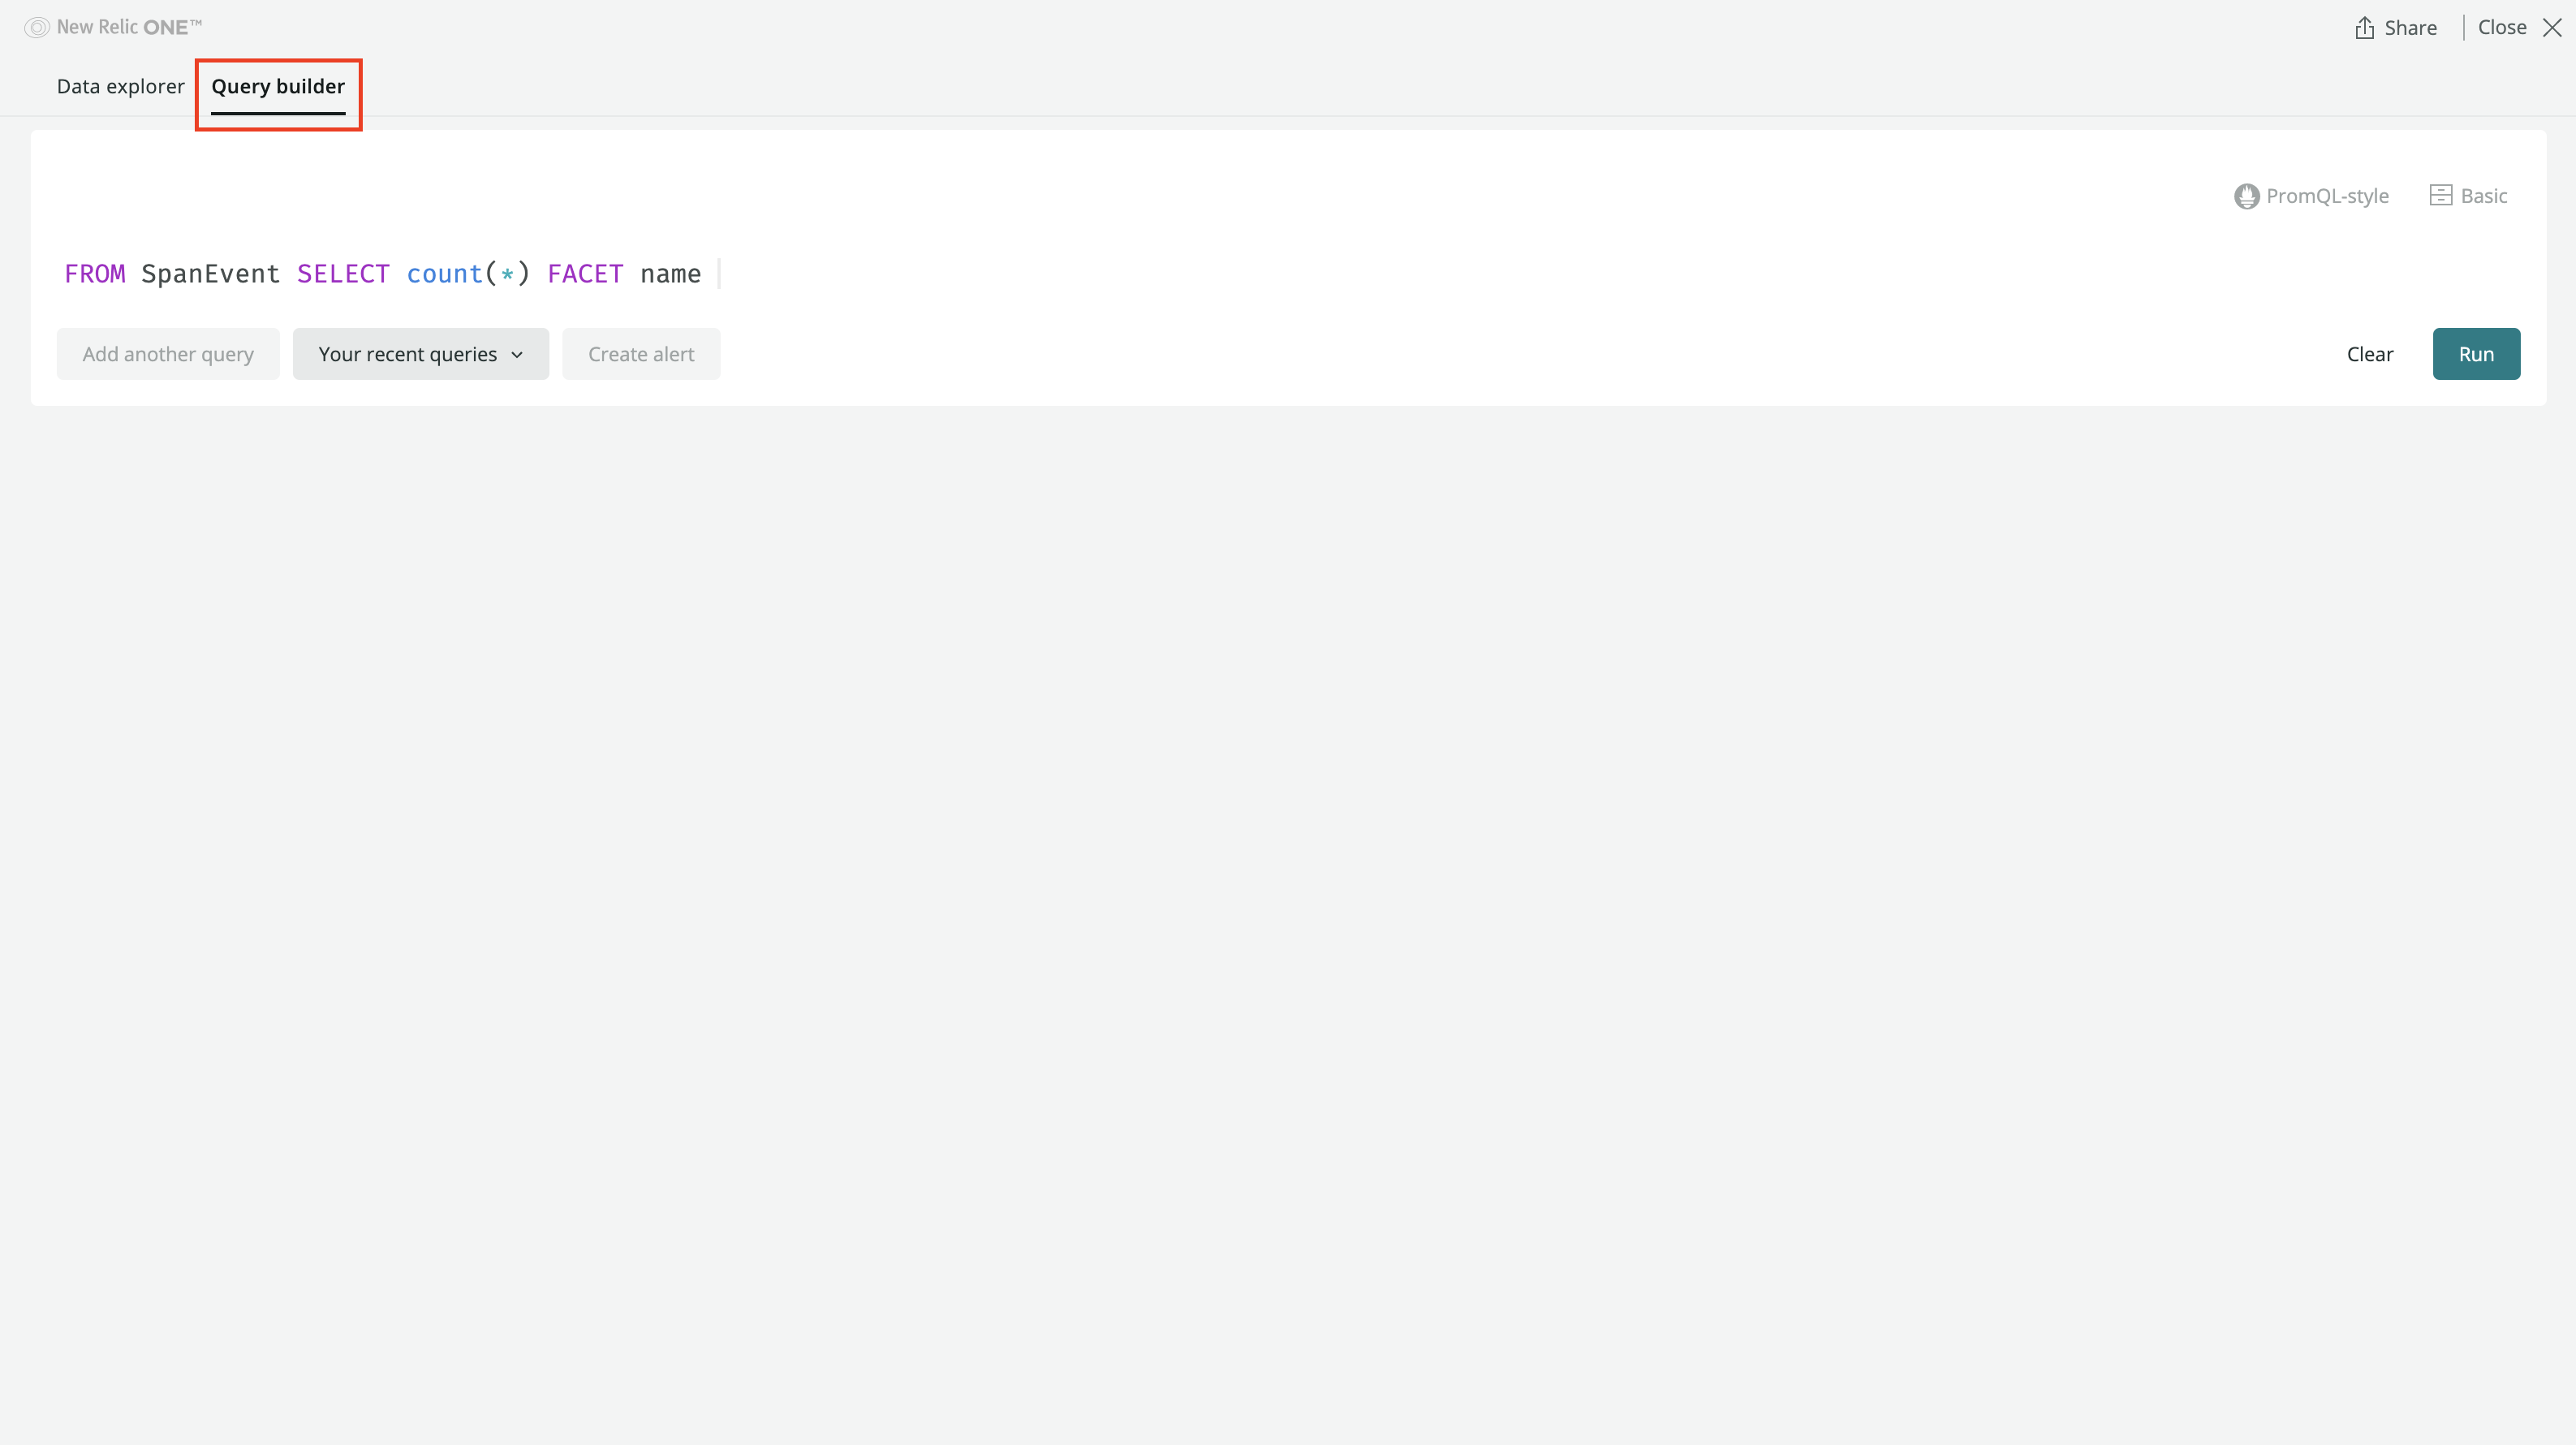 New Relic ONE™
Share
Close
Data explorer
Query builder
PromQL-style
Basic
FROM SpanEvent SELECT count(*) FACET name
Add another query
Your recent queries
Create alert
Clear
Run